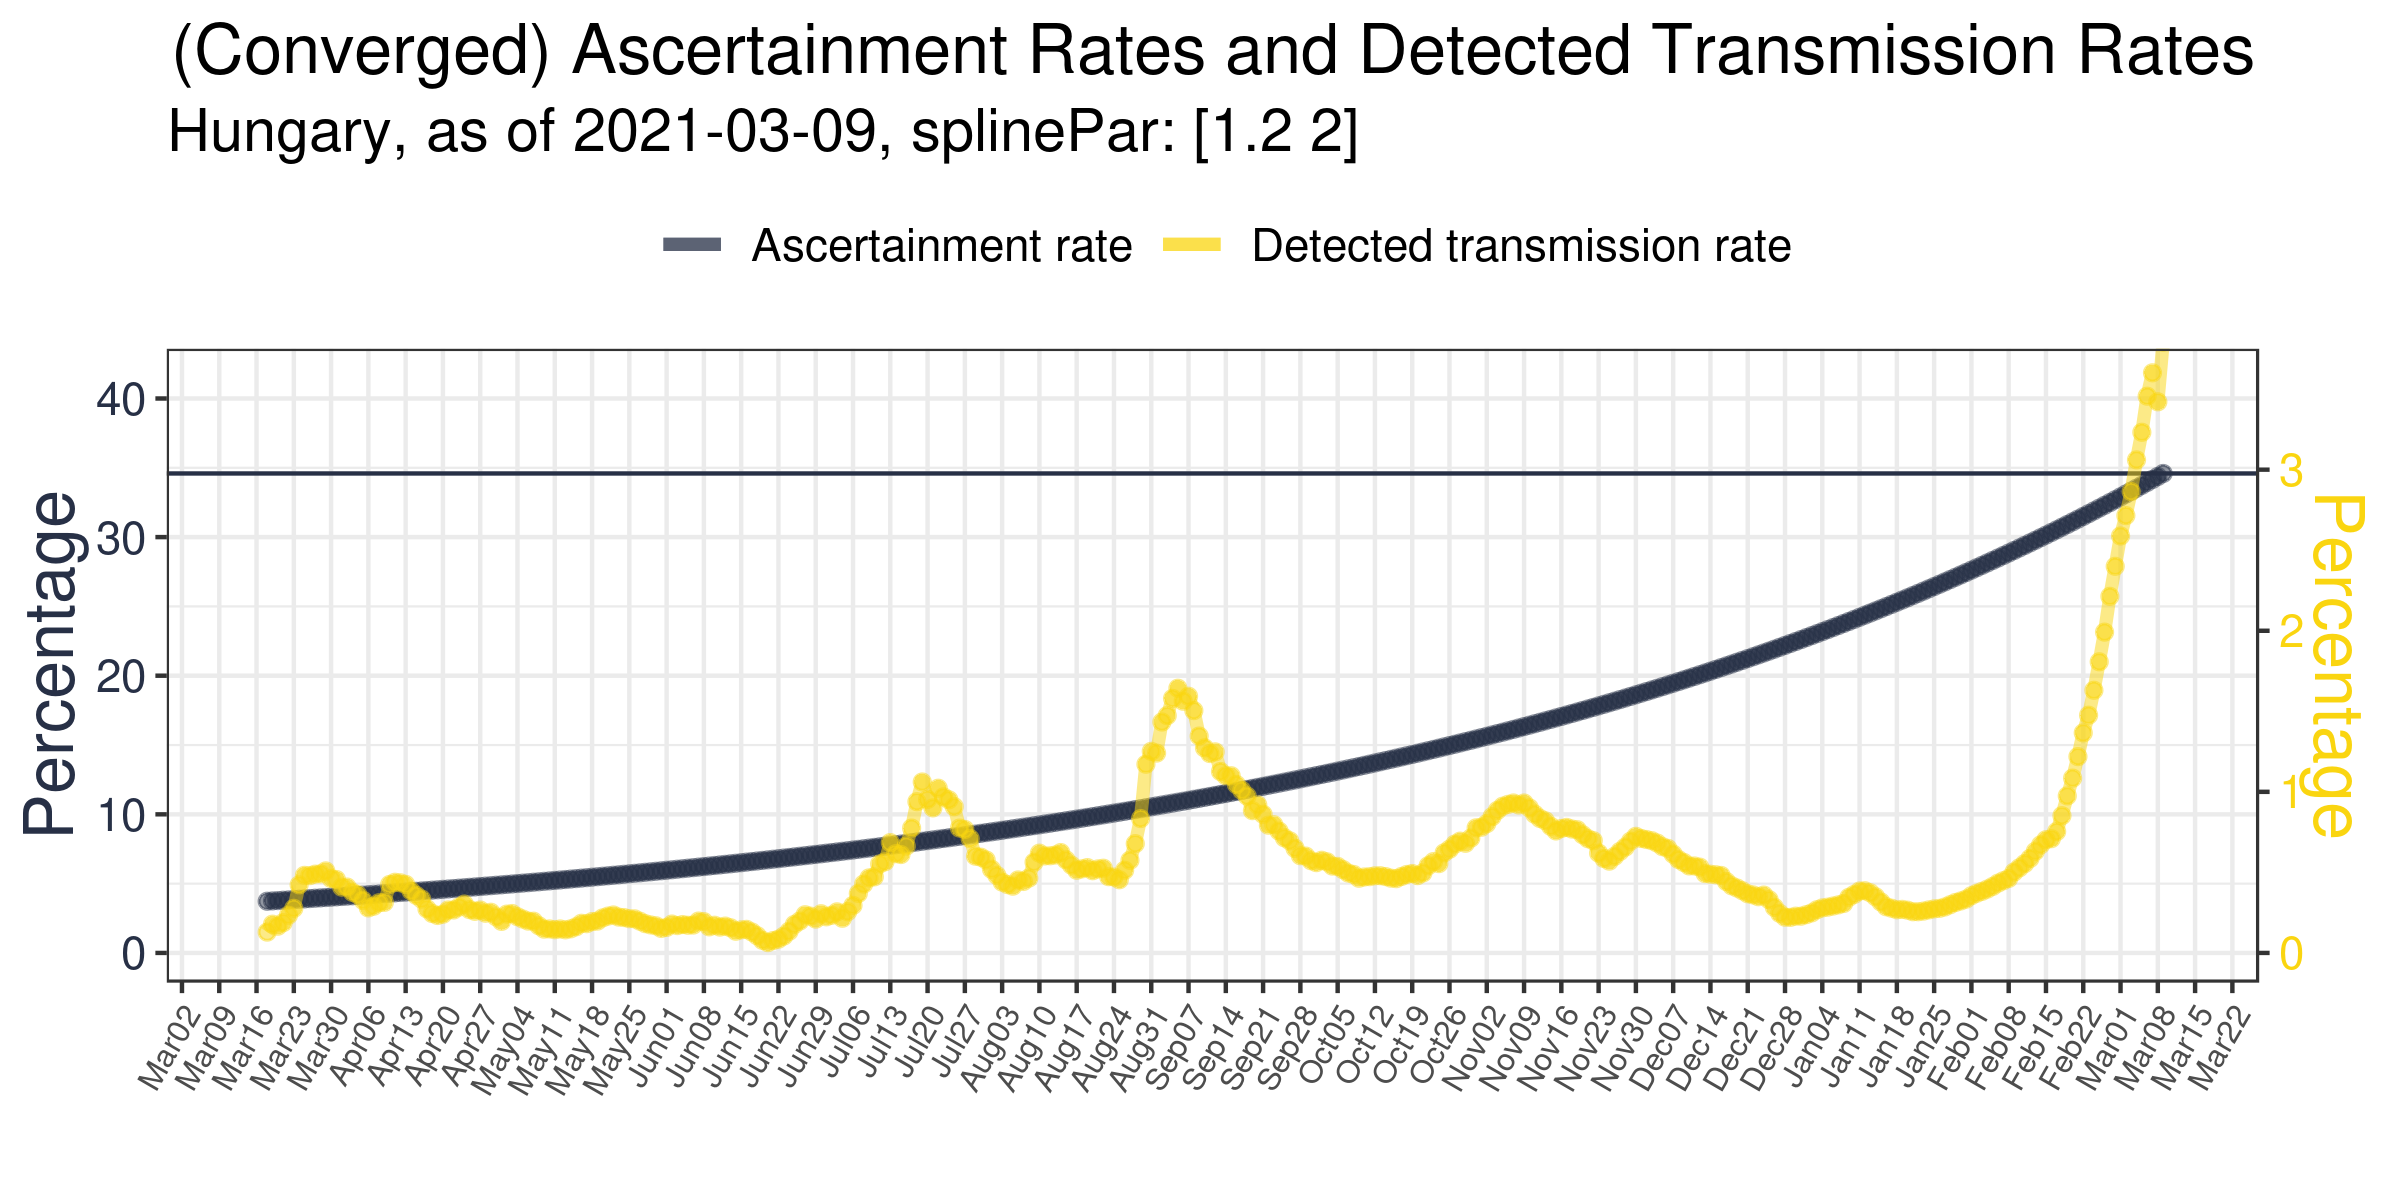 (Converged) Ascertainment Rates and Detected Transmission Rates
Hungary, as of 2021-03-09, splinePar: [1.2 2]
Ascertainment rate
Detected transmission rate
Percentage
40
30
20
10
0
3
2
1
0
Percentage
Mar02
Mar09
Mar16
Mar23
Mar30
Apr06
Apr13
Apr20
Apr27
May04
May11
May18
May25
Jun01
Jun08
Jun15
Jun22
Jun29
Jul06
Jul13
Jul20
Jul27
Aug03
Aug10
Aug17
Aug24
Aug31
Sep07
Sep14
Sep21
Sep28
Oct05
Oct12
Oct19
Oct26
Nov02
Nov09
Nov16
Nov23
Nov30
Dec07
Dec14
Dec21
Dec28
Jan04
Jan11
Jan18
Jan25
Feb01
Feb08
Feb15
Feb22
Mar01
Mar08
Mar15
Mar22